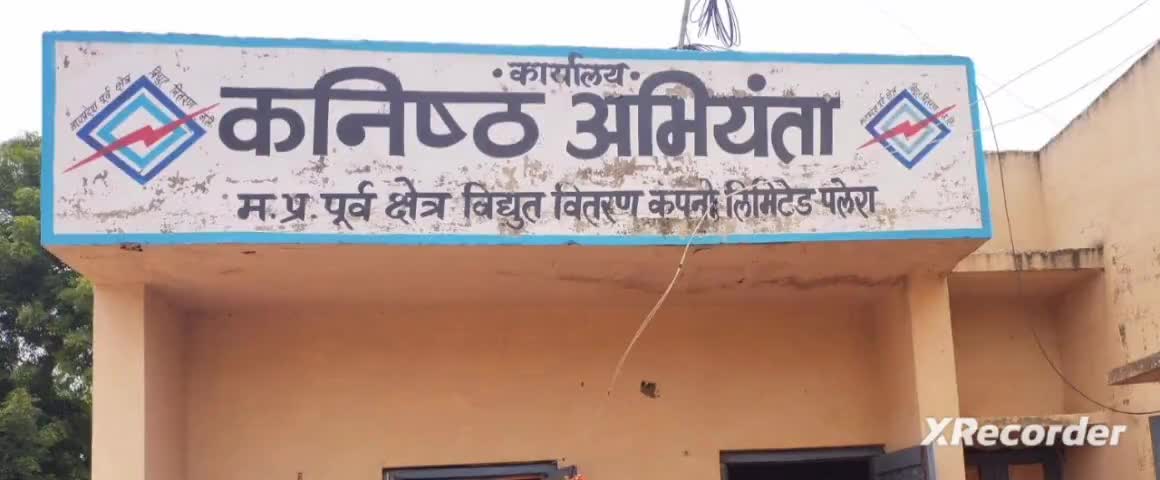 • कार्यालय •
कनिष्ठ अभियंता
म.प्र. पूर्व क्षेत्र विद्युत वितरण कंपनी लिमिटेड पलेरा
XRecorder